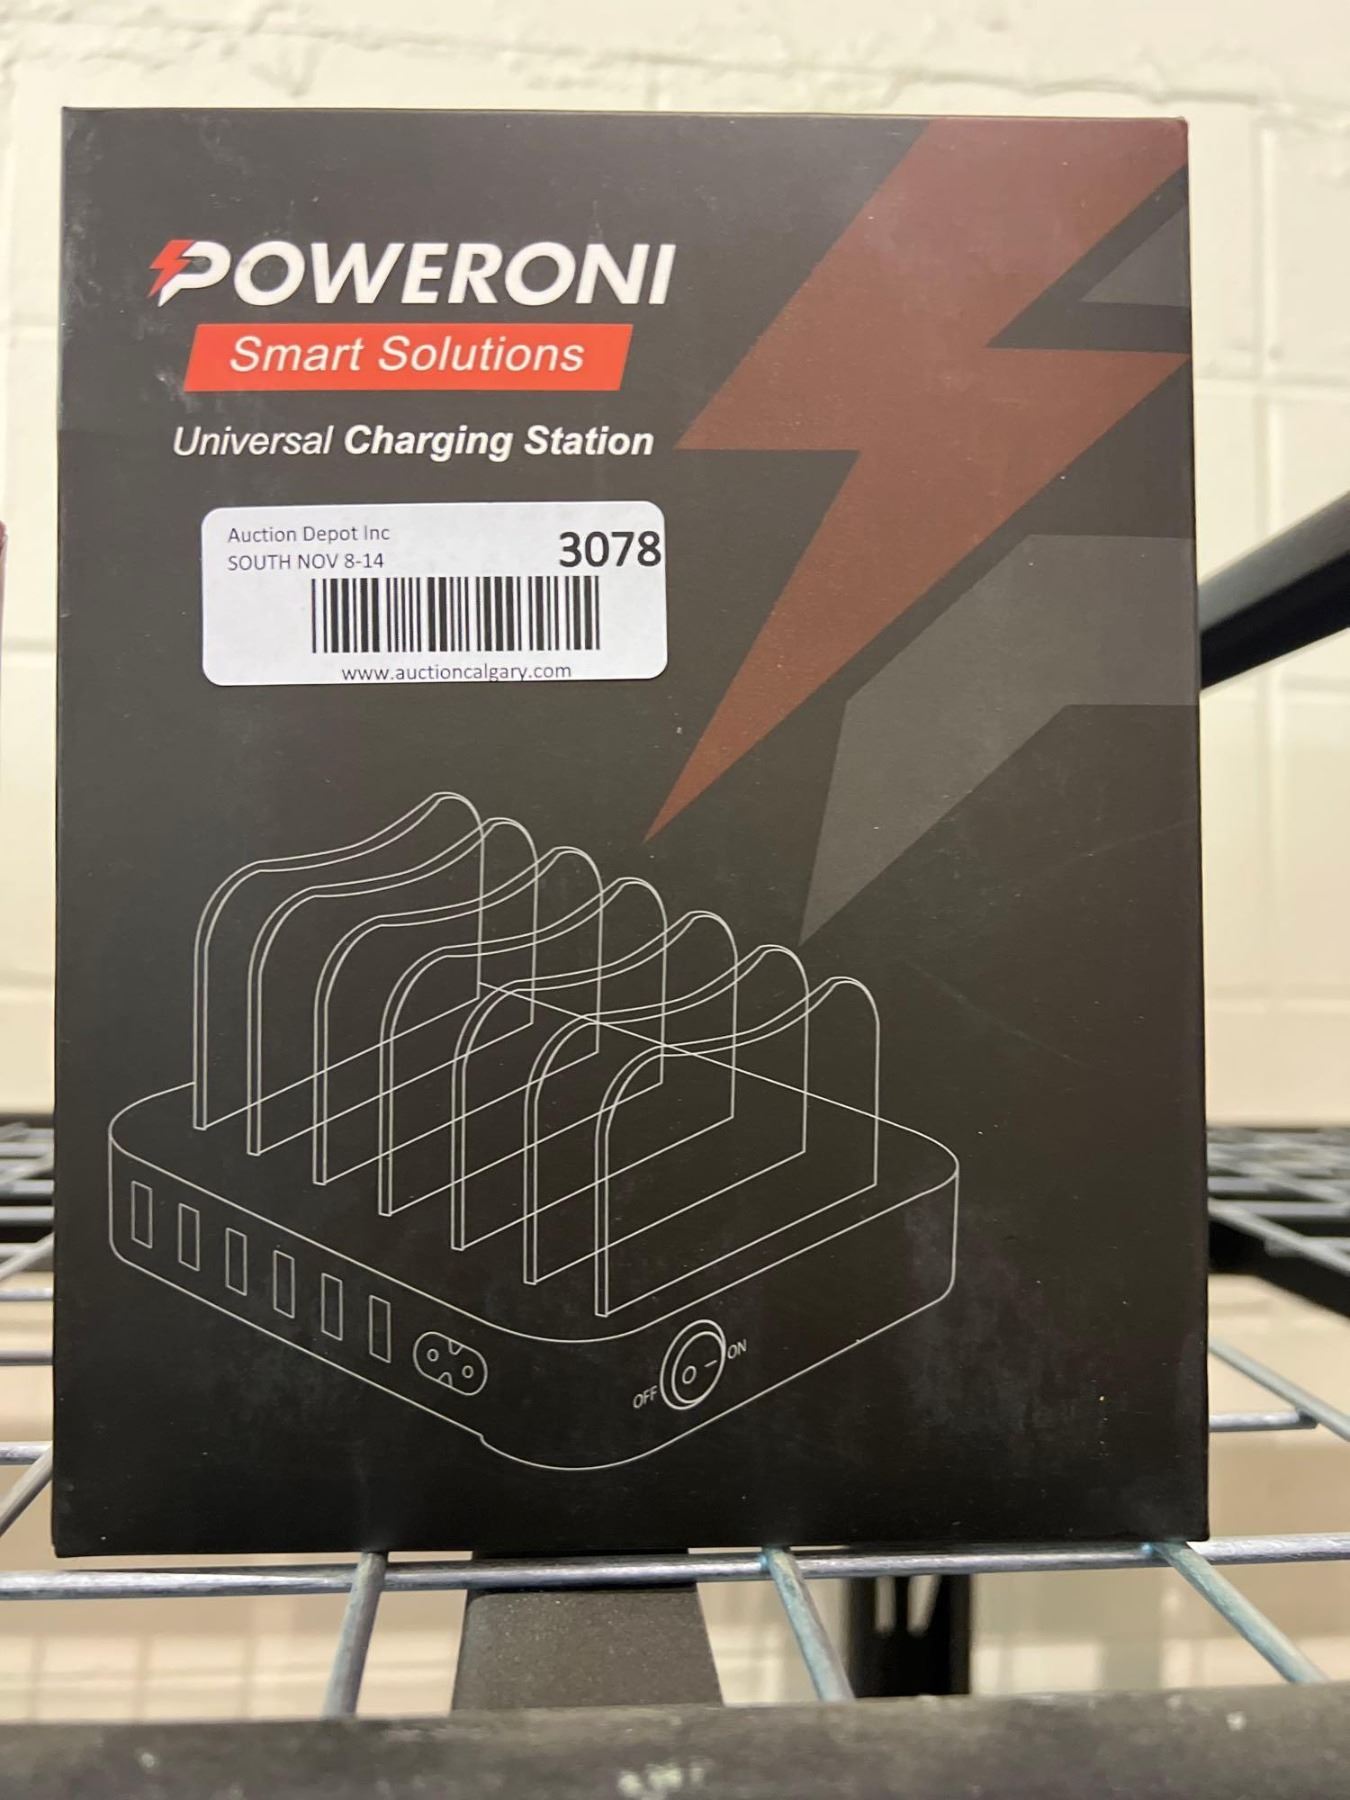 POWERONI
Smart Solutions
Universal Charging Station
Auction Depot Inc
SOUTH NOV 8-14
3078
www.auctioncalgary.com
OFF
ON